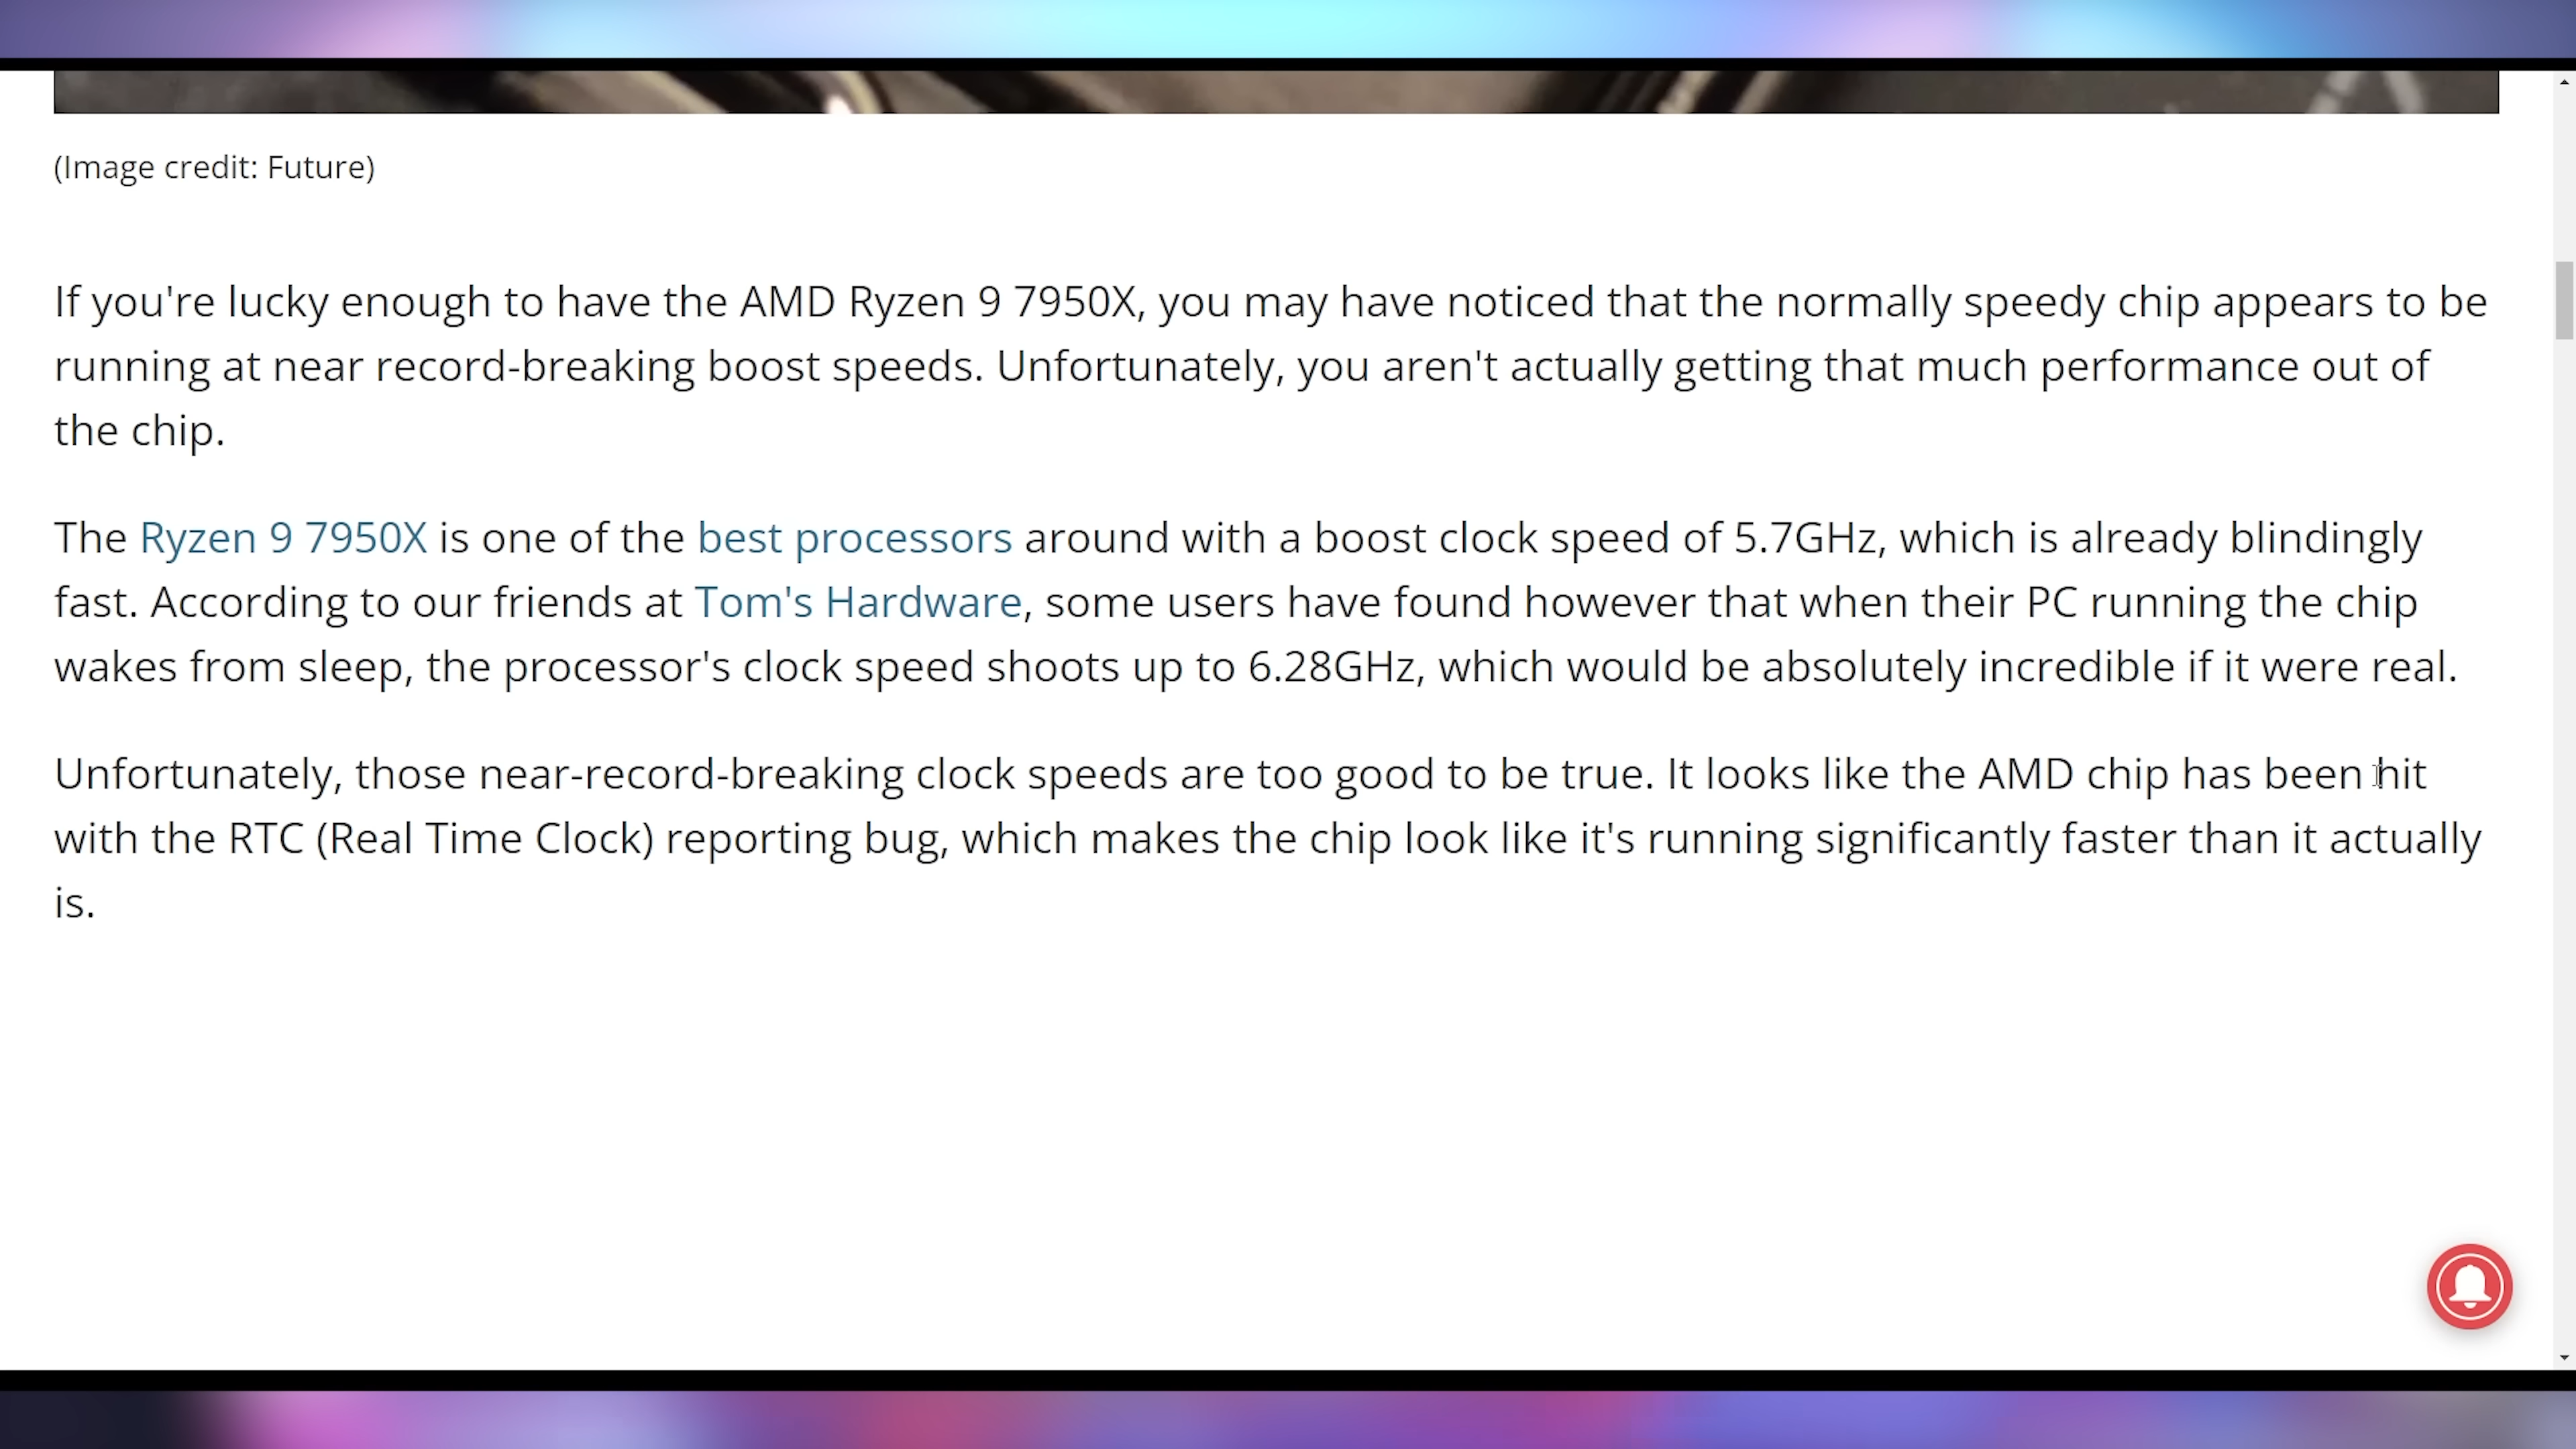 (Image credit: Future)
If you're lucky enough to have the AMD Ryzen 9 7950X, you may have noticed that the normally speedy chip appears to be
running at near record-breaking boost speeds. Unfortunately, you aren't actually getting that much performance out of
the chip.
The Ryzen 9 7950X is one of the best processors around with a boost clock speed of 5.7GHz, which is already blindingly
fast. According to our friends at Tom's Hardware, some users have found however that when their PC running the chip
wakes from sleep, the processor's clock speed shoots up to 6.28GHz, which would be absolutely incredible if it were real.
Unfortunately, those near-record-breaking clock speeds are too good to be true. It looks like the AMD chip has been hit
with the RTC (Real Time Clock) reporting bug, which makes the chip look like it's running significantly faster than it actually
is.